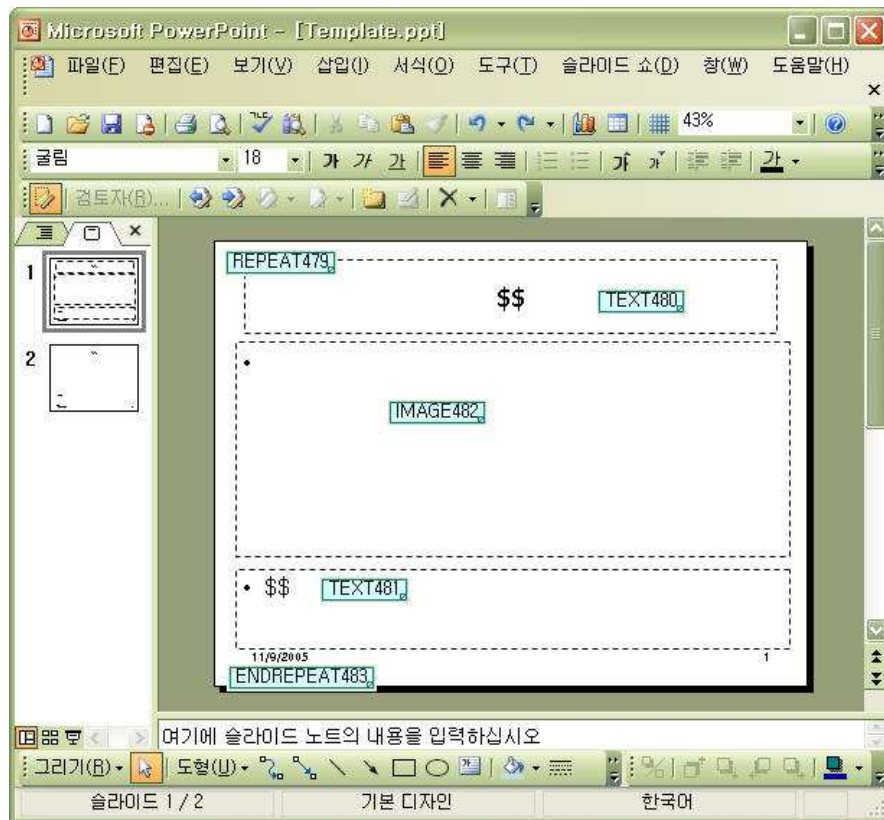 Microsoft PowerPoint - [Template.ppt]
파일(F) 편집(E) 보기(V) 삽입(I) 서식(O) 도구(T) 슬라이드 쇼(D) 창(W) 도움말(H)
43%
굴림 18 가 가 가 가 가 가
검토자(R)...
1
2
REPEAT479
$$ TEXT480
• IMAGE482
• $$ TEXT481
11/9/2005 1
ENDREPEAT483
여기에 슬라이드 노트의 내용을 입력하십시오
그리기(R) 도형(U)
슬라이드 1 / 2 기본 디자인 한국어